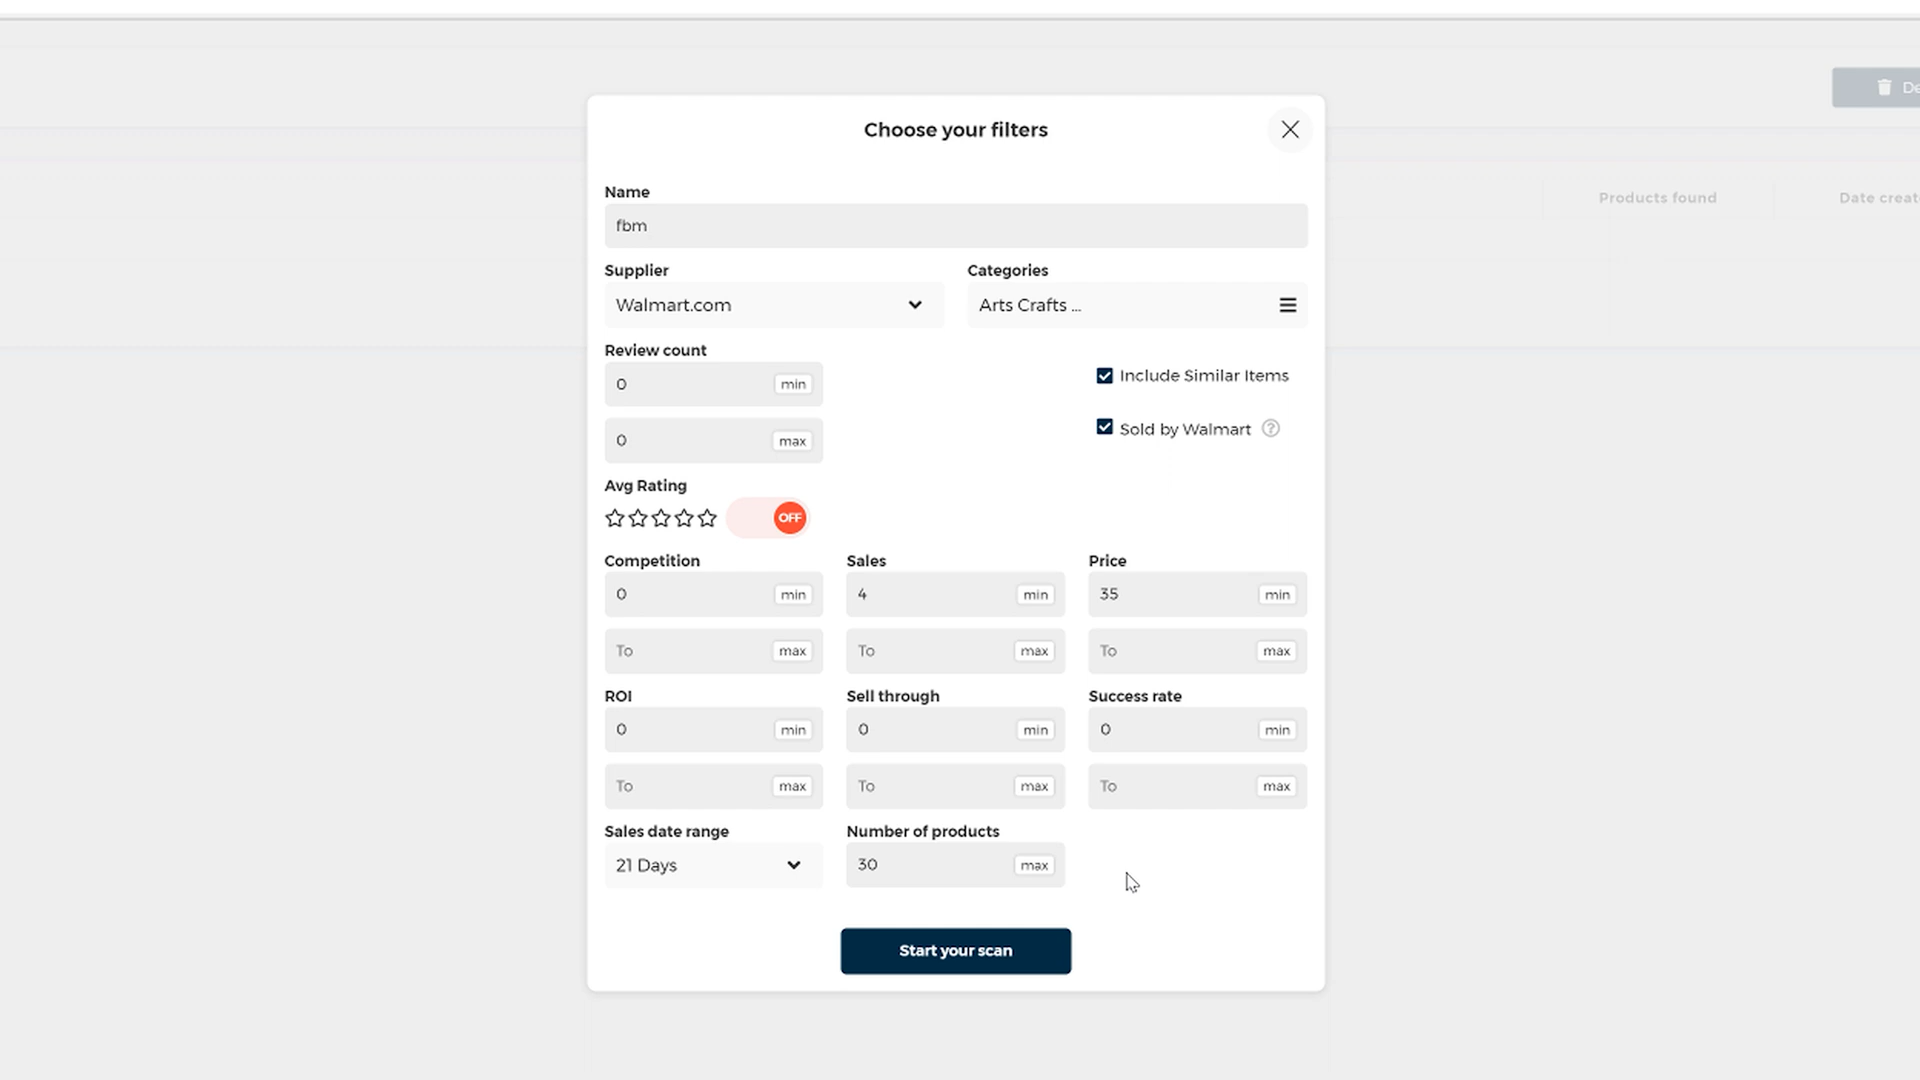 De
Choose your filters
Products found
Date creat
Name
fbm
Supplier
Categories
Walmart.com
Arts Crafts ...
Review count
0 min
Include Similar Items
0 max
Sold by Walmart ?
Avg Rating
OFF
Competition
Sales
Price
0 min
4 min
35 min
To max
To max
To max
ROI
Sell through
Success rate
0 min
0 min
0 min
To max
To max
To max
Sales date range
Number of products
21 Days
30 max
Start your scan